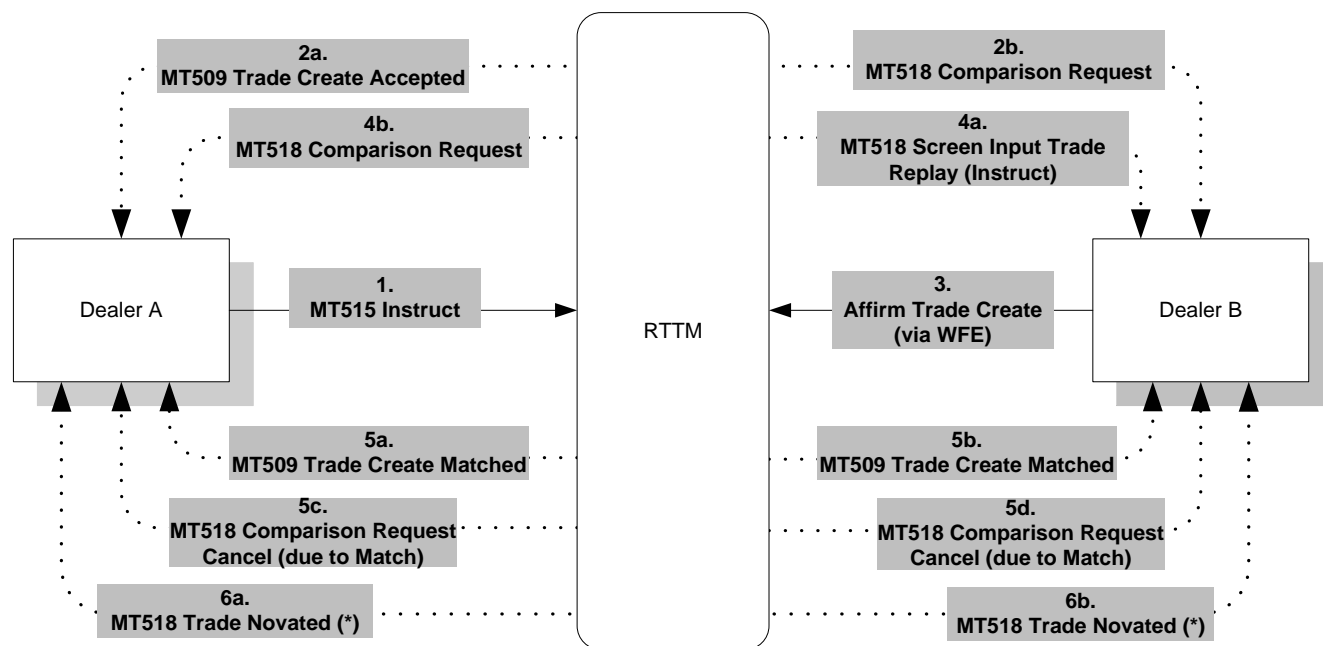 2a.
MT509 Trade Create Accepted
2b.
MT518 Comparison Request
4b.
MT518 Comparison Request
4a.
MT518 Screen Input Trade
Replay (Instruct)
Dealer A
1.
MT515 Instruct
RTTM
3.
Affirm Trade Create
(via WFE)
Dealer B
5a.
MT509 Trade Create Matched
5b.
MT509 Trade Create Matched
5c.
MT518 Comparison Request
Cancel (due to Match)
5d.
MT518 Comparison Request
Cancel (due to Match)
6a.
MT518 Trade Novated (*)
6b.
MT518 Trade Novated (*)